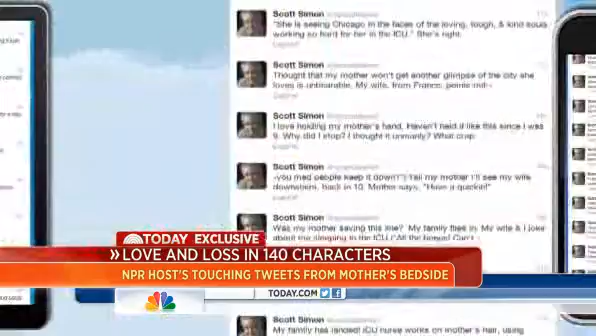 Scott Simon
"She is seeing Chicago in the faces of the loving, tough, & kind souls
working so hard for her in the ICU." She's right.
Scott Simon
Thought that my mother won't get another glimpse of the city she
loves is unbearable. My wife, from France,
Scott Simon
I love holding my mother's hand. Haven't held it like this since I was
9. Why did I stop? I thought it unmanly? What crap.
Scott Simon
you med people keep it down?") Tell my mother I'll see my wife
downstairs, back in 10. Mother says, "Have a quickie!"
Scott Simon
Was my mother saving this line? My family flies in. My wife & I joke
about me sleeping in the ICU ("All the
TODAY EXCLUSIVE
»LOVE AND LOSS IN 140 CHARACTERS
NPR HOST'S TOUCHING TWEETS FROM MOTHER'S BEDSIDE
TODAY.COM
Scott Simon
My family has landed! ICU nurse works on mother's hair, using